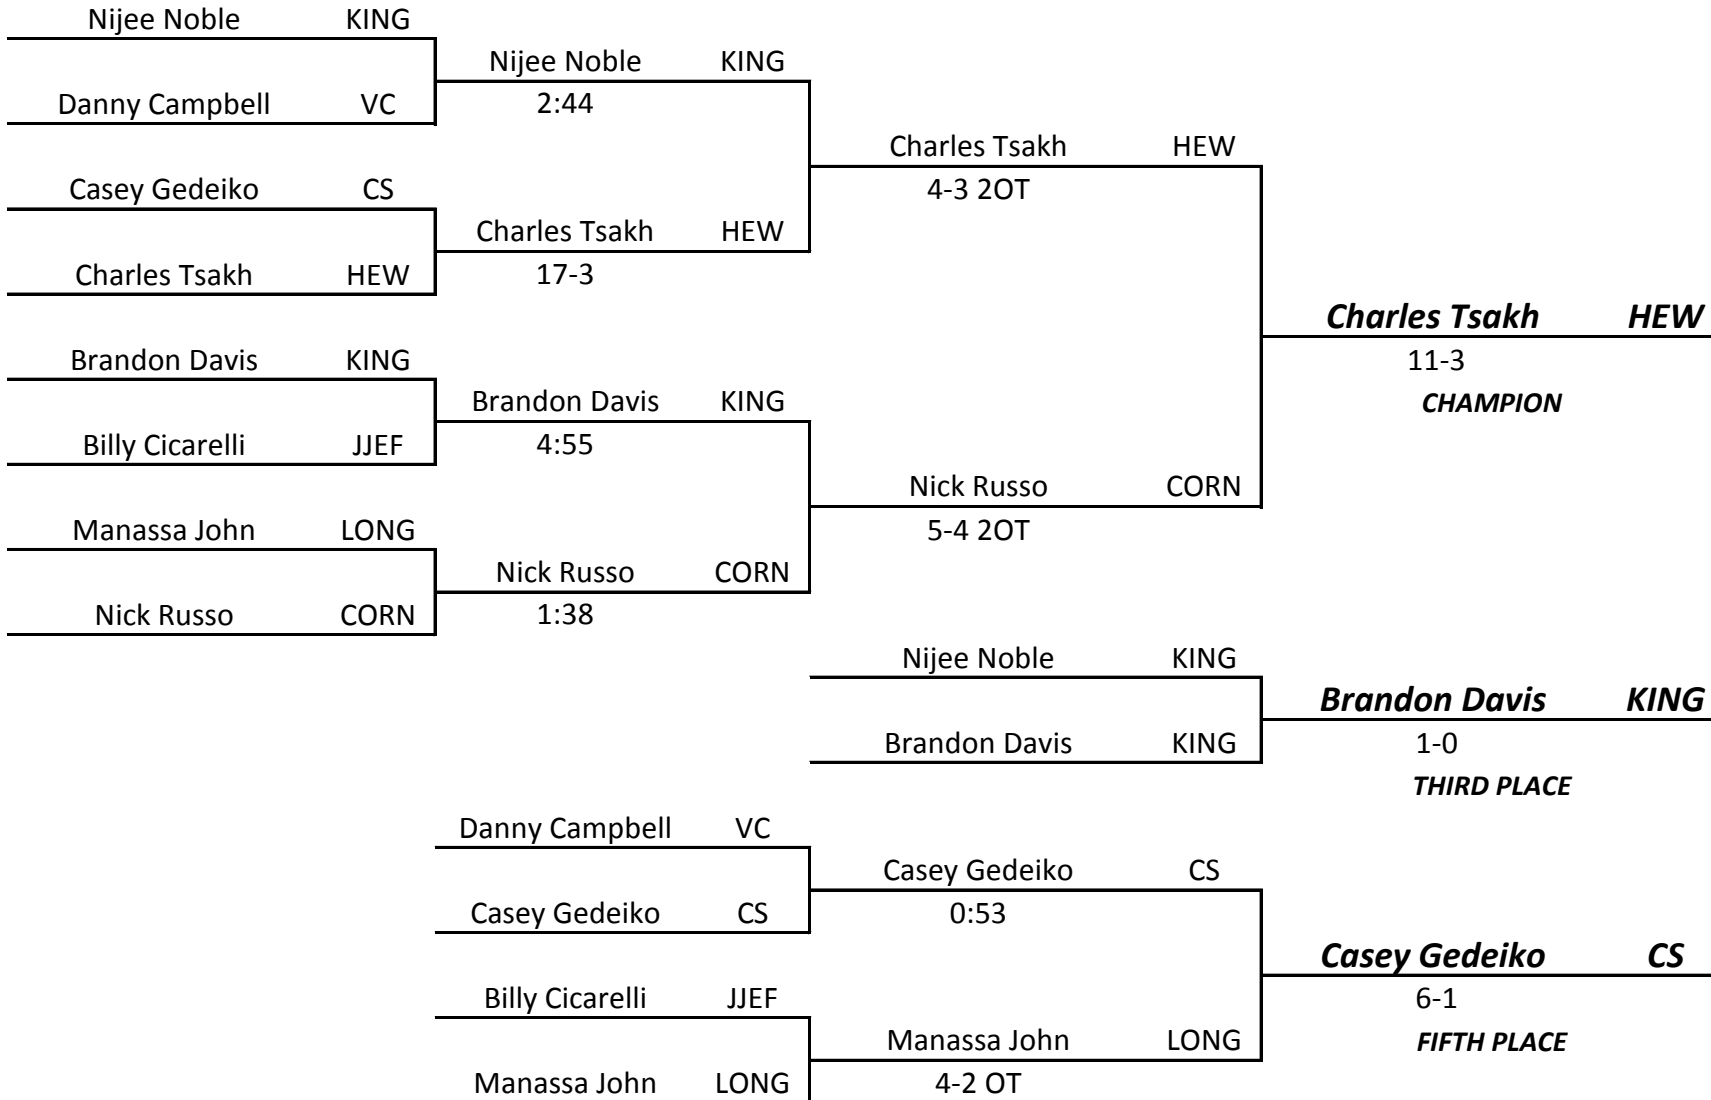 Nijee Noble KING
Nijee Noble KING
Danny Campbell VC
2:44
Charles Tsakh HEW
Casey Gedeiko CS
4-3 2OT
Charles Tsakh HEW
Charles Tsakh HEW
17-3
Charles Tsakh HEW
Brandon Davis KING
11-3
Brandon Davis KING
CHAMPION
Billy Cicarelli JJEF
4:55
Nick Russo CORN
Manassa John LONG
5-4 2OT
Nick Russo CORN
Nick Russo CORN
1:38
Nijee Noble KING
Brandon Davis KING
Brandon Davis KING
1-0
THIRD PLACE
Danny Campbell VC
Casey Gedeiko CS
Casey Gedeiko CS
0:53
Casey Gedeiko CS
Billy Cicarelli JJEF
6-1
Manassa John LONG
FIFTH PLACE
Manassa John LONG
4-2 OT